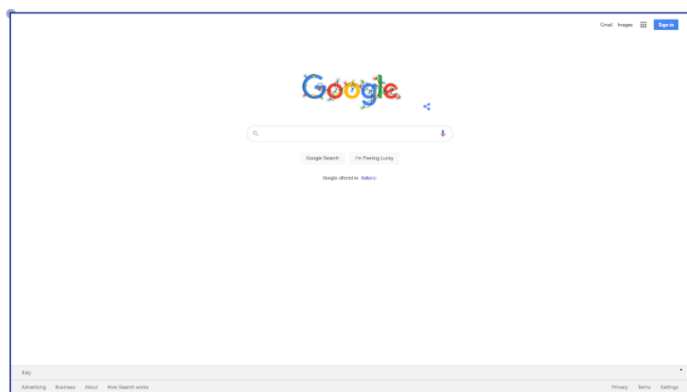 Gmail Images Sign in
Google
Google Search I'm Feeling Lucky
Google offered in: Italiano
Italy
Advertising Business About How Search works Privacy Terms Settings